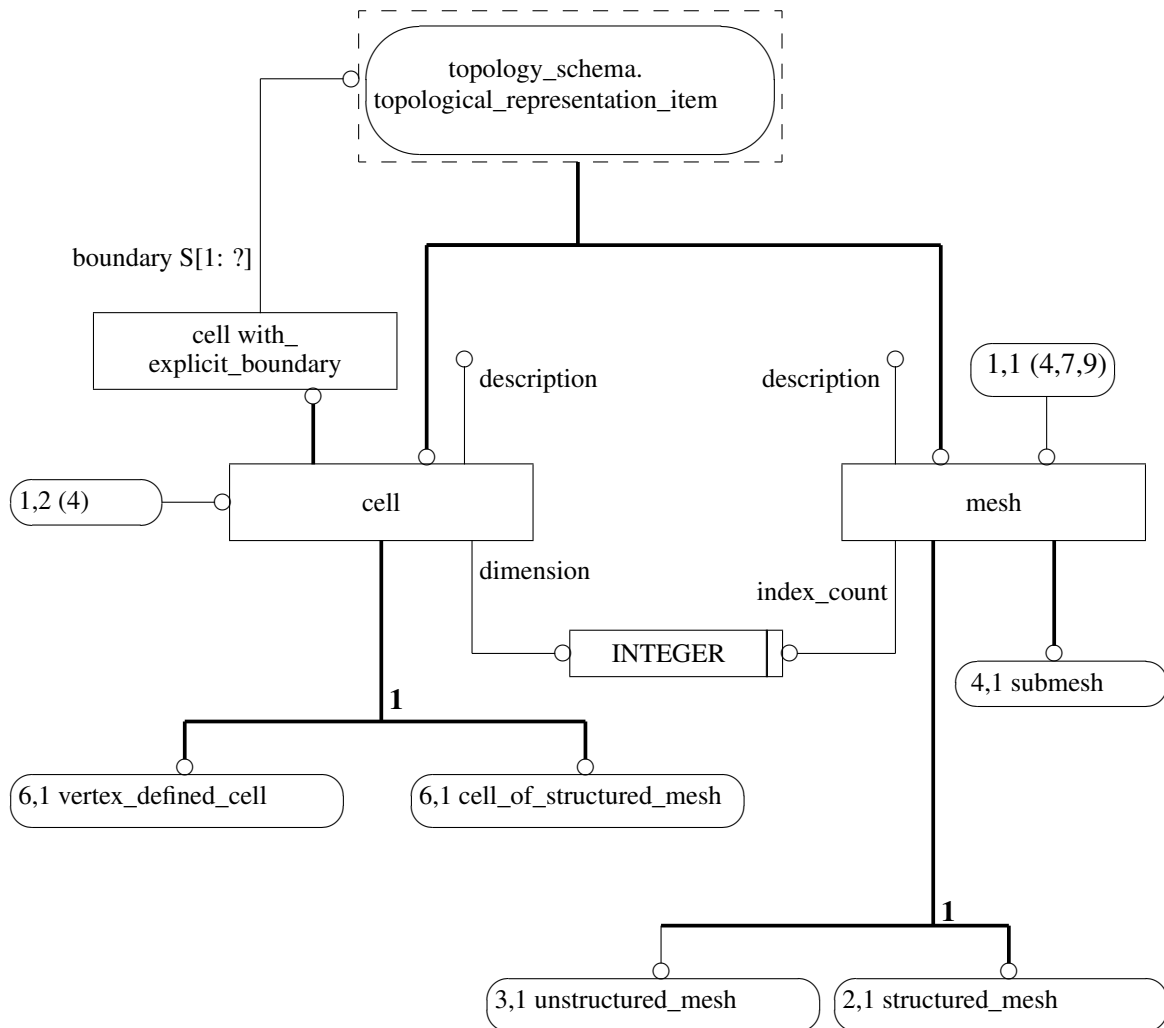 topology_schema.
topological_representation_item
boundary S[1: ?]
cell with_
explicit_boundary
description
description
1,1 (4,7,9)
1,2 (4)
cell
mesh
dimension
index_count
INTEGER
4,1 submesh
1
6,1 vertex_defined_cell
6,1 cell_of_structured_mesh
1
3,1 unstructured_mesh
2,1 structured_mesh